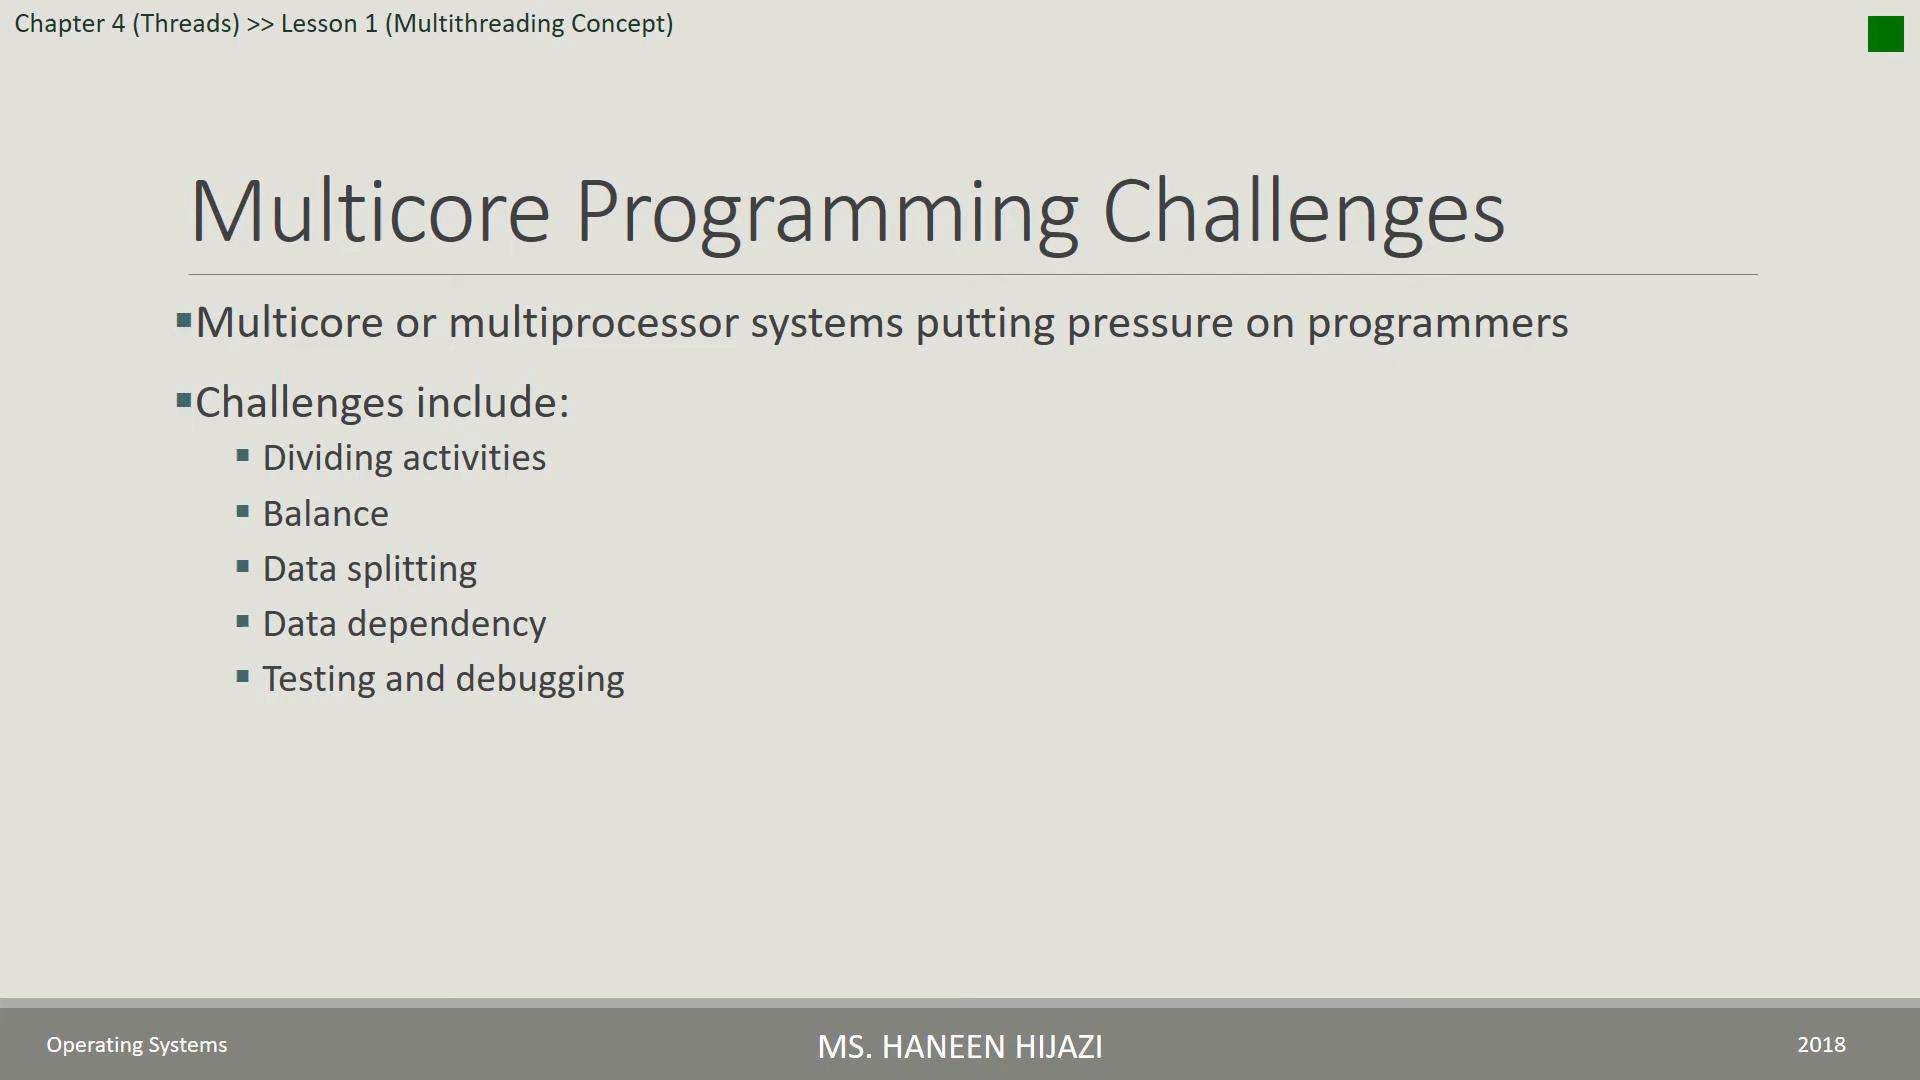 Chapter 4 (Threads) >> Lesson 1 (Multithreading Concept)
Multicore Programming Challenges
Multicore or multiprocessor systems putting pressure on programmers
Challenges include:
Dividing activities
Balance
Data splitting
Data dependency
Testing and debugging
Operating Systems
MS. HANEEN HIJAZI
2018